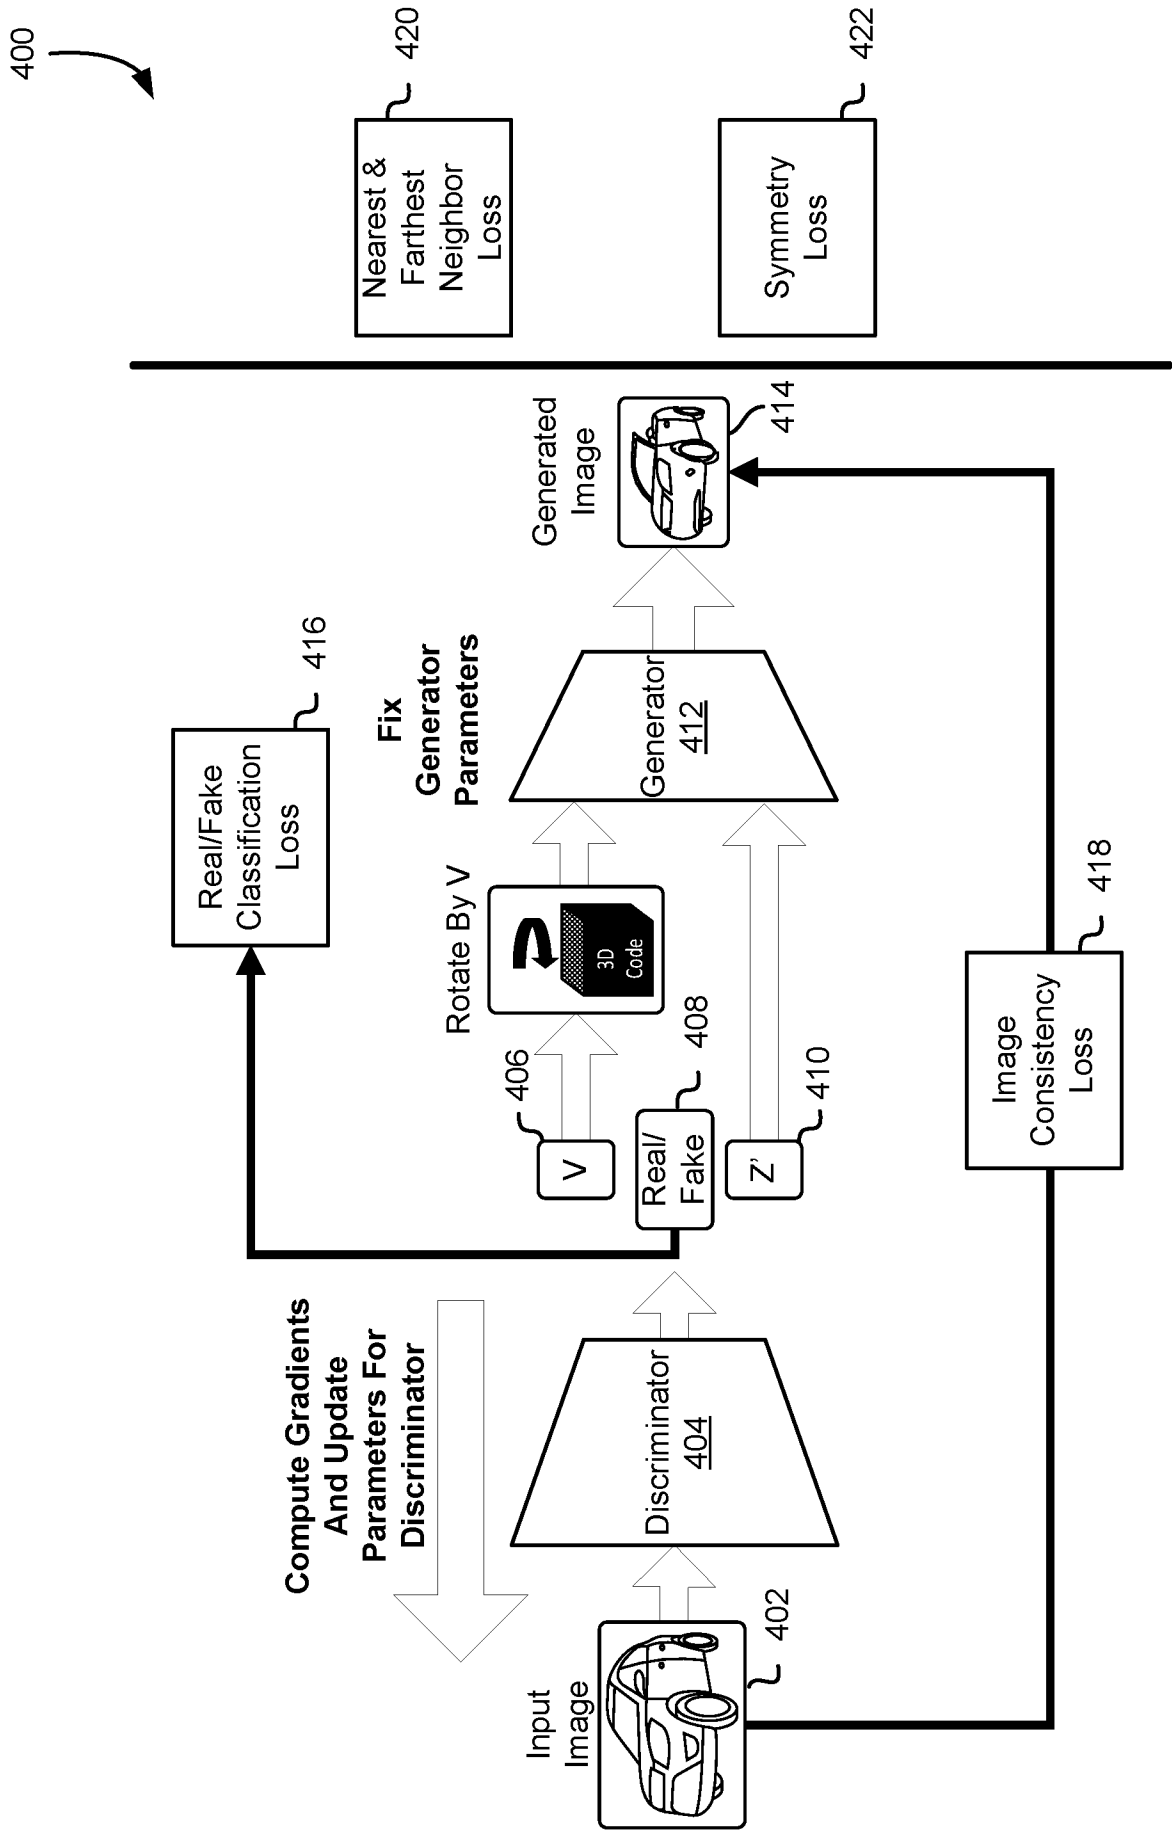 400
Nearest &
Farthest
Neighbor
Loss
420
Symmetry
Loss
422
Real/Fake
Classification
Loss
416
Compute Gradients
And Update
Parameters For
Discriminator
Fix
Generator
Parameters
Input
Image
402
Discriminator
404
V
406
Real/
Fake
408
Z'
410
Rotate By V
3D
Code
Generator
412
Generated
Image
414
Image
Consistency
Loss
418